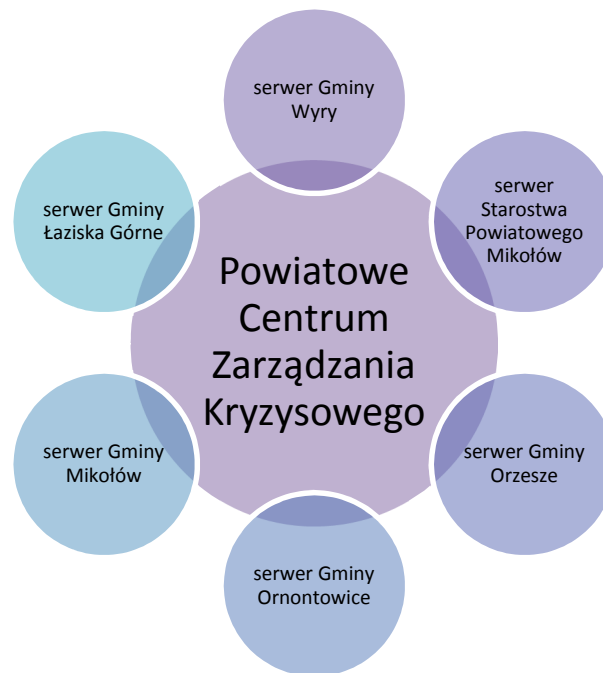 serwer Gminy
Wyry
serwer
Starostwa
Powiatowego
Mikołów
serwer Gminy
Łaziska Górne
Powiatowe
Centrum
Zarządzania
Kryzysowego
serwer Gminy
Mikołów
serwer Gminy
Orzesze
serwer Gminy
Ornontowice